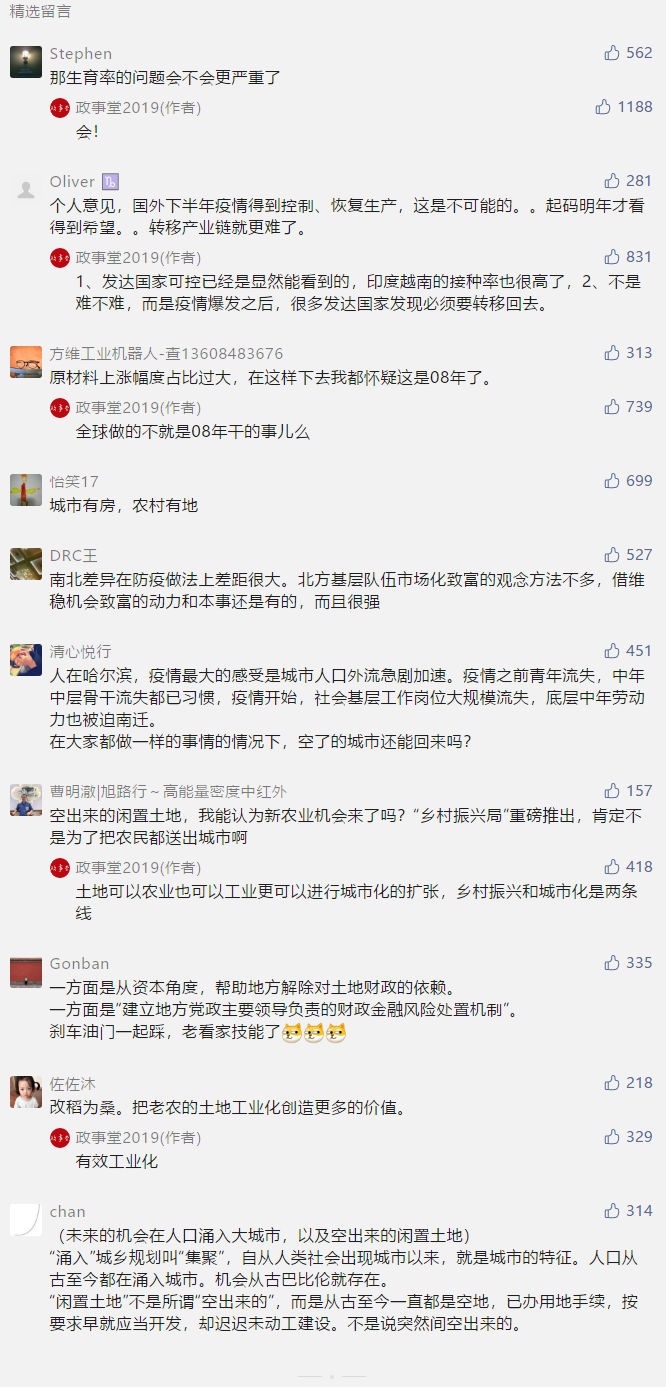 精选留言
Stephen 562
那生育率的问题会不会更严重了
政事堂2019(作者) 1188
会！
Oliver ♑ 281
个人意见，国外下半年疫情得到控制、恢复生产，这是不可能的。。起码明年才看
得到希望。。转移产业链就更难了。
政事堂2019(作者) 831
1、发达国家可控已经是显然能看到的，印度越南的接种率也很高了，2、不是
难不难，而是疫情爆发之后，很多发达国家发现必须要转移回去。
方维工业机器人-查13608483676 313
原材料上涨幅度占比过大，在这样下去我都怀疑这是08年了。
政事堂2019(作者) 739
全球做的不就是08年干的事儿么
怡笑17 699
城市有房，农村有地
DRC王 527
南北差异在防疫做法上差距很大。北方基层队伍市场化致富的观念方法不多，借维
稳机会致富的动力和本事还是有的，而且很强
清心悦行 451
人在哈尔滨，疫情最大的感受是城市人口外流急剧加速。疫情之前青年流失，中年
中层骨干流失都已习惯，疫情开始，社会基层工作岗位大规模流失，底层中年劳动
力也被迫南迁。
在大家都做一样的事情的情况下，空了的城市还能回来吗？
曹明澈|旭路行～高能量密度中红外 157
空出来的闲置土地，我能认为新农业机会来了吗？“乡村振兴局”重磅推出，肯定不
是为了把农民都送出城市啊
政事堂2019(作者) 418
土地可以农业也可以工业更可以进行城市化的扩张，乡村振兴和城市化是两条
线
Gonban 335
一方面是从资本角度，帮助地方解除对土地财政的依赖。
一方面是“建立地方党政主要领导负责的财政金融风险处置机制”。
刹车油门一起踩，老看家技能了
佐佐沐 218
改稻为桑。把老农的土地工业化创造更多的价值。
政事堂2019(作者) 329
有效工业化
chan 314
（未来的机会在人口涌入大城市，以及空出来的闲置土地）
“涌入”城乡规划叫“集聚”，自从人类社会出现城市以来，就是城市的特征。人口从
古至今都在涌入城市。机会从古巴比伦就存在。
“闲置土地”不是所谓“空出来的”，而是从古至今一直都是空地，已办用地手续，按
要求早就应当开发，却迟迟未动工建设。不是说突然间空出来的。